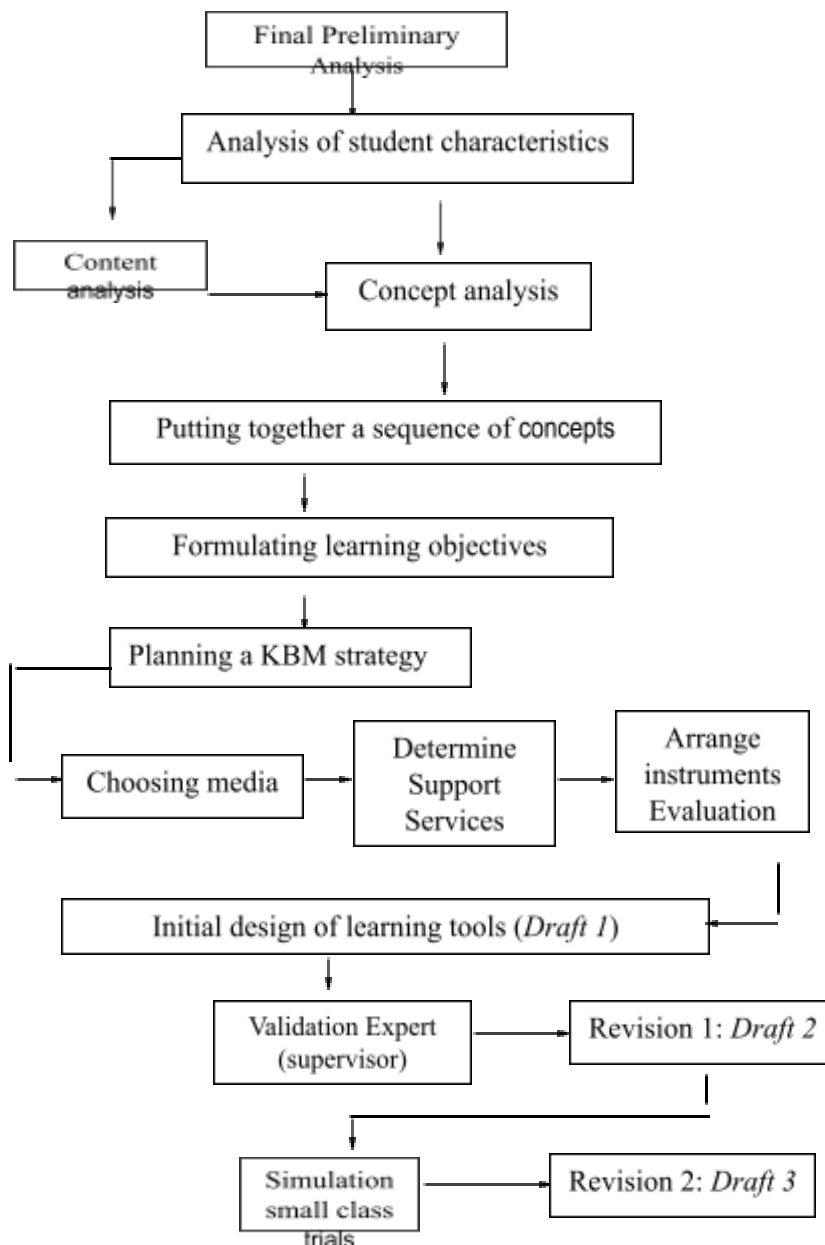 Final Preliminary
Analysis
Analysis of student characteristics
Content
analysis
Concept analysis
Putting together a sequence of concepts
Formulating learning objectives
Planning a KBM strategy
Choosing media
Determine
Support
Services
Arrange
instruments
Evaluation
Initial design of learning tools (Draft 1)
Validation Expert
(supervisor)
Revision 1: Draft 2
Simulation
small class
trials
Revision 2: Draft 3